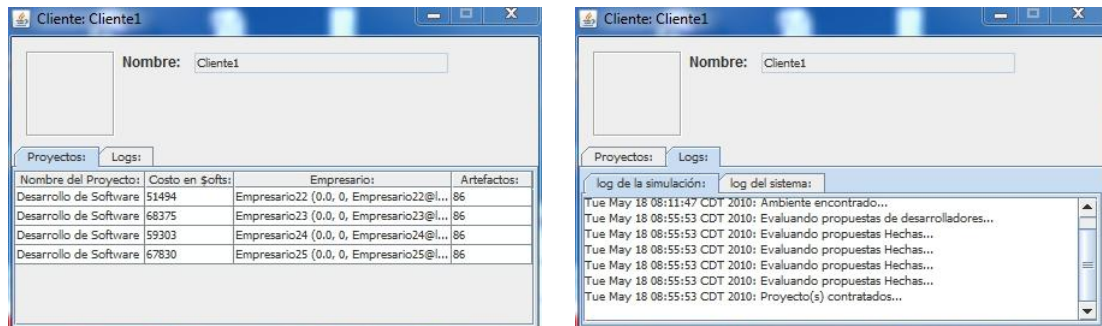 Cliente: Cliente1
Nombre: Cliente1
Proyectos: Logs:
Nombre del Proyecto: Costo en $ofts: Empresario: Artefactos:
Desarrollo de Software 51494 Empresario22 (0.0, 0, Empresario22@l... 86
Desarrollo de Software 68375 Empresario23 (0.0, 0, Empresario23@l... 86
Desarrollo de Software 59303 Empresario24 (0.0, 0, Empresario24@l... 86
Desarrollo de Software 67830 Empresario25 (0.0, 0, Empresario25@l... 86
Cliente: Cliente1
Nombre: Cliente1
Proyectos: Logs:
log de la simulación: log del sistema:
Tue May 18 08:11:47 CDT 2010: Ambiente encontrado...
Tue May 18 08:55:53 CDT 2010: Evaluando propuestas de desarrolladores...
Tue May 18 08:55:53 CDT 2010: Evaluando propuestas Hechas...
Tue May 18 08:55:53 CDT 2010: Evaluando propuestas Hechas...
Tue May 18 08:55:53 CDT 2010: Evaluando propuestas Hechas...
Tue May 18 08:55:53 CDT 2010: Evaluando propuestas Hechas...
Tue May 18 08:55:53 CDT 2010: Proyecto(s) contratados...